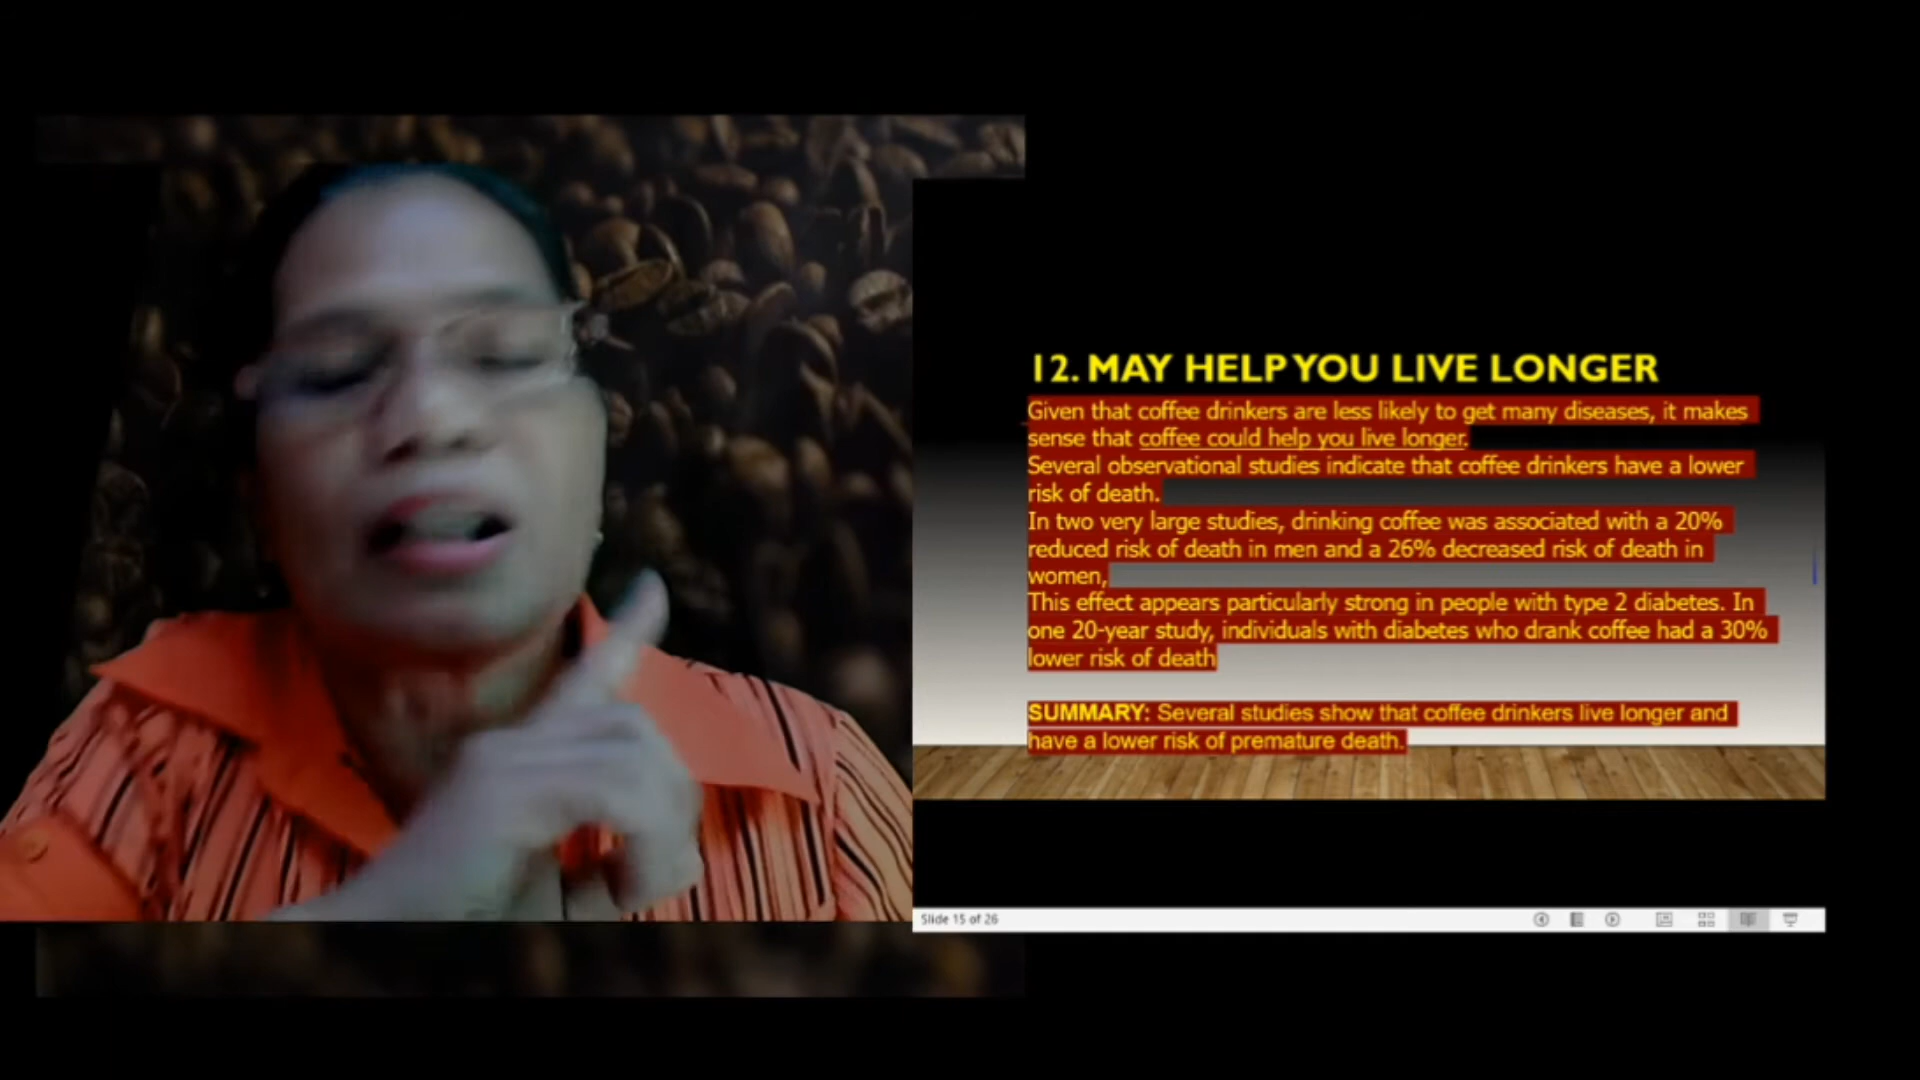 12. MAY HELP YOU LIVE LONGER
Given that coffee drinkers are less likely to get many diseases, it makes
sense that coffee could help you live longer.
Several observational studies indicate that coffee drinkers have a lower
risk of death.
In two very large studies, drinking coffee was associated with a 20%
reduced risk of death in men and a 26% decreased risk of death in
women,
This effect appears particularly strong in people with type 2 diabetes. In
one 20-year study, individuals with diabetes who drank coffee had a 30%
lower risk of death
SUMMARY: Several studies show that coffee drinkers live longer and
have a lower risk of premature death.
Slide 15 of 26